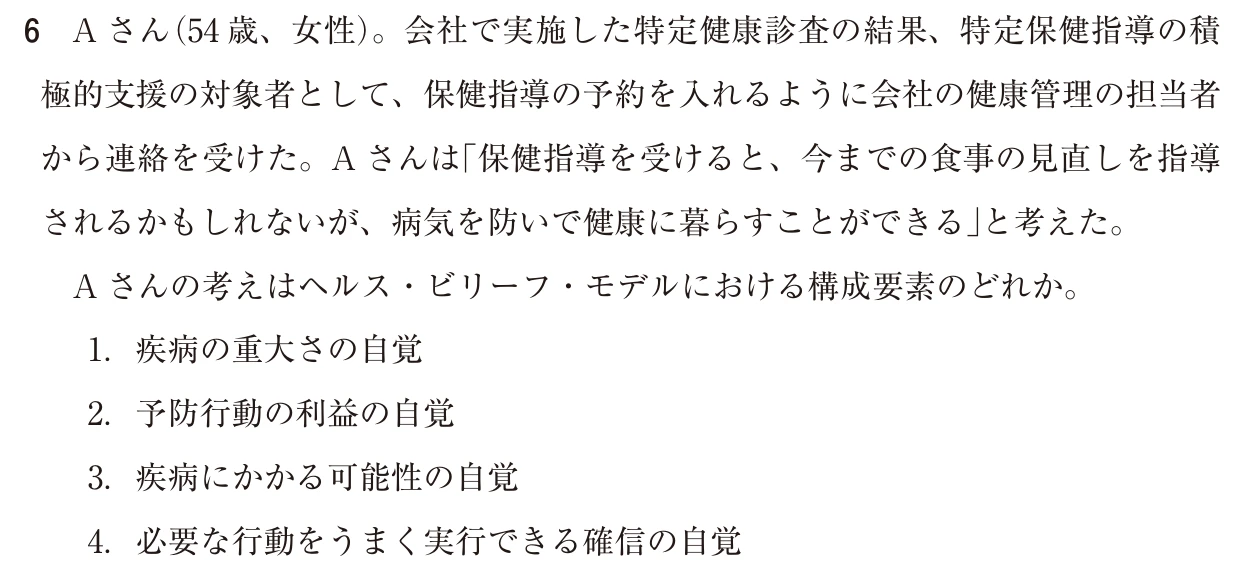 6 Aさん(54歳、女性)。会社で実施した特定健康診査の結果、特定保健指導の積
極的支援の対象者として、保健指導の予約を入れるように会社の健康管理の担当者
から連絡を受けた。Aさんは「保健指導を受けると、今までの食事の見直しを指導
されるかもしれないが、病気を防いで健康に暮らすことができる」と考えた。
Aさんの考えはヘルス・ビリーフ・モデルにおける構成要素のどれか。
1. 疾病の重大さの自覚
2. 予防行動の利益の自覚
3. 疾病にかかる可能性の自覚
4. 必要な行動をうまく実行できる確信の自覚